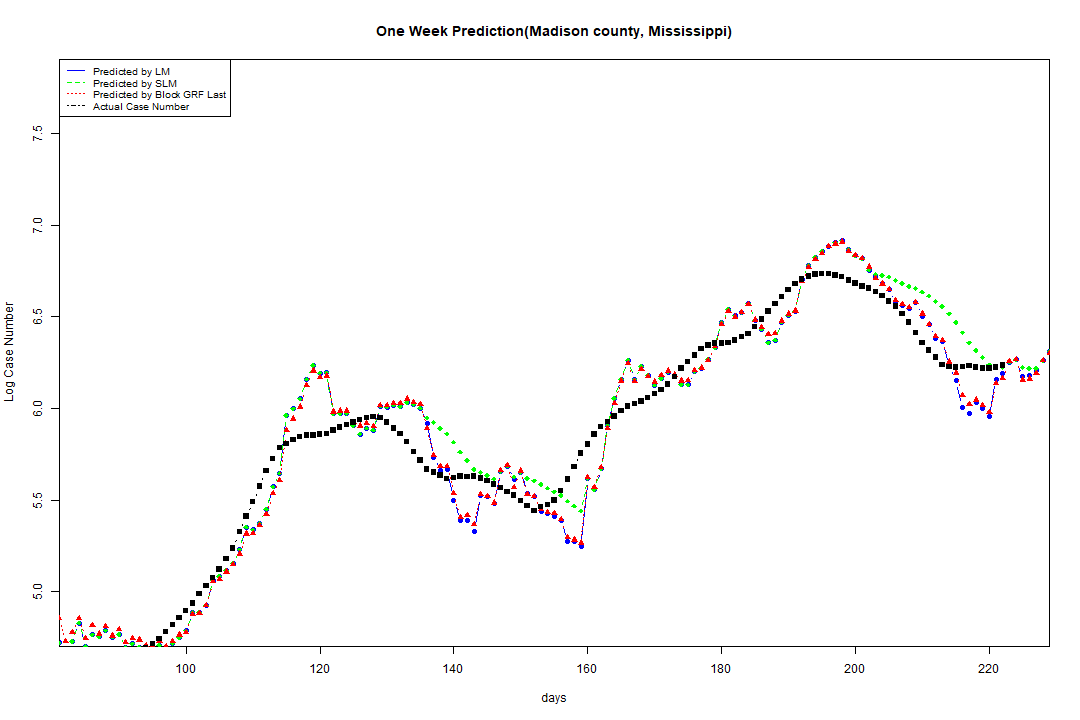 One Week Prediction(Madison county, Mississippi)
Predicted by LM
Predicted by SLM
Predicted by Block GRF Last
Actual Case Number
Log Case Number
7.5
7.0
6.5
6.0
5.5
5.0
100 120 140 160 180 200 220
days